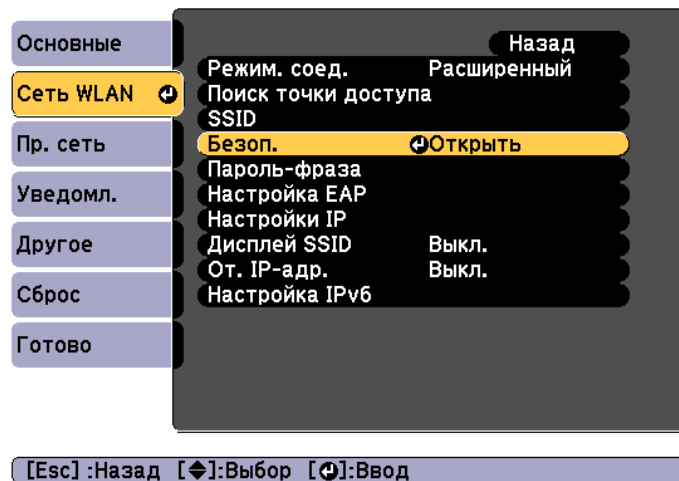 Основные
Сеть WLAN
Пр. сеть
Уведомл.
Другое
Сброс
Готово
Назад
Режим. соед. Расширенный
Поиск точки доступа
SSID
Безоп. Открыть
Пароль-фраза
Настройка EAP
Настройки IP
Дисплей SSID Выкл.
От. IP-адр. Выкл.
Настройка IPv6
[Esc] :Назад [◆]:Выбор [↵]:Ввод